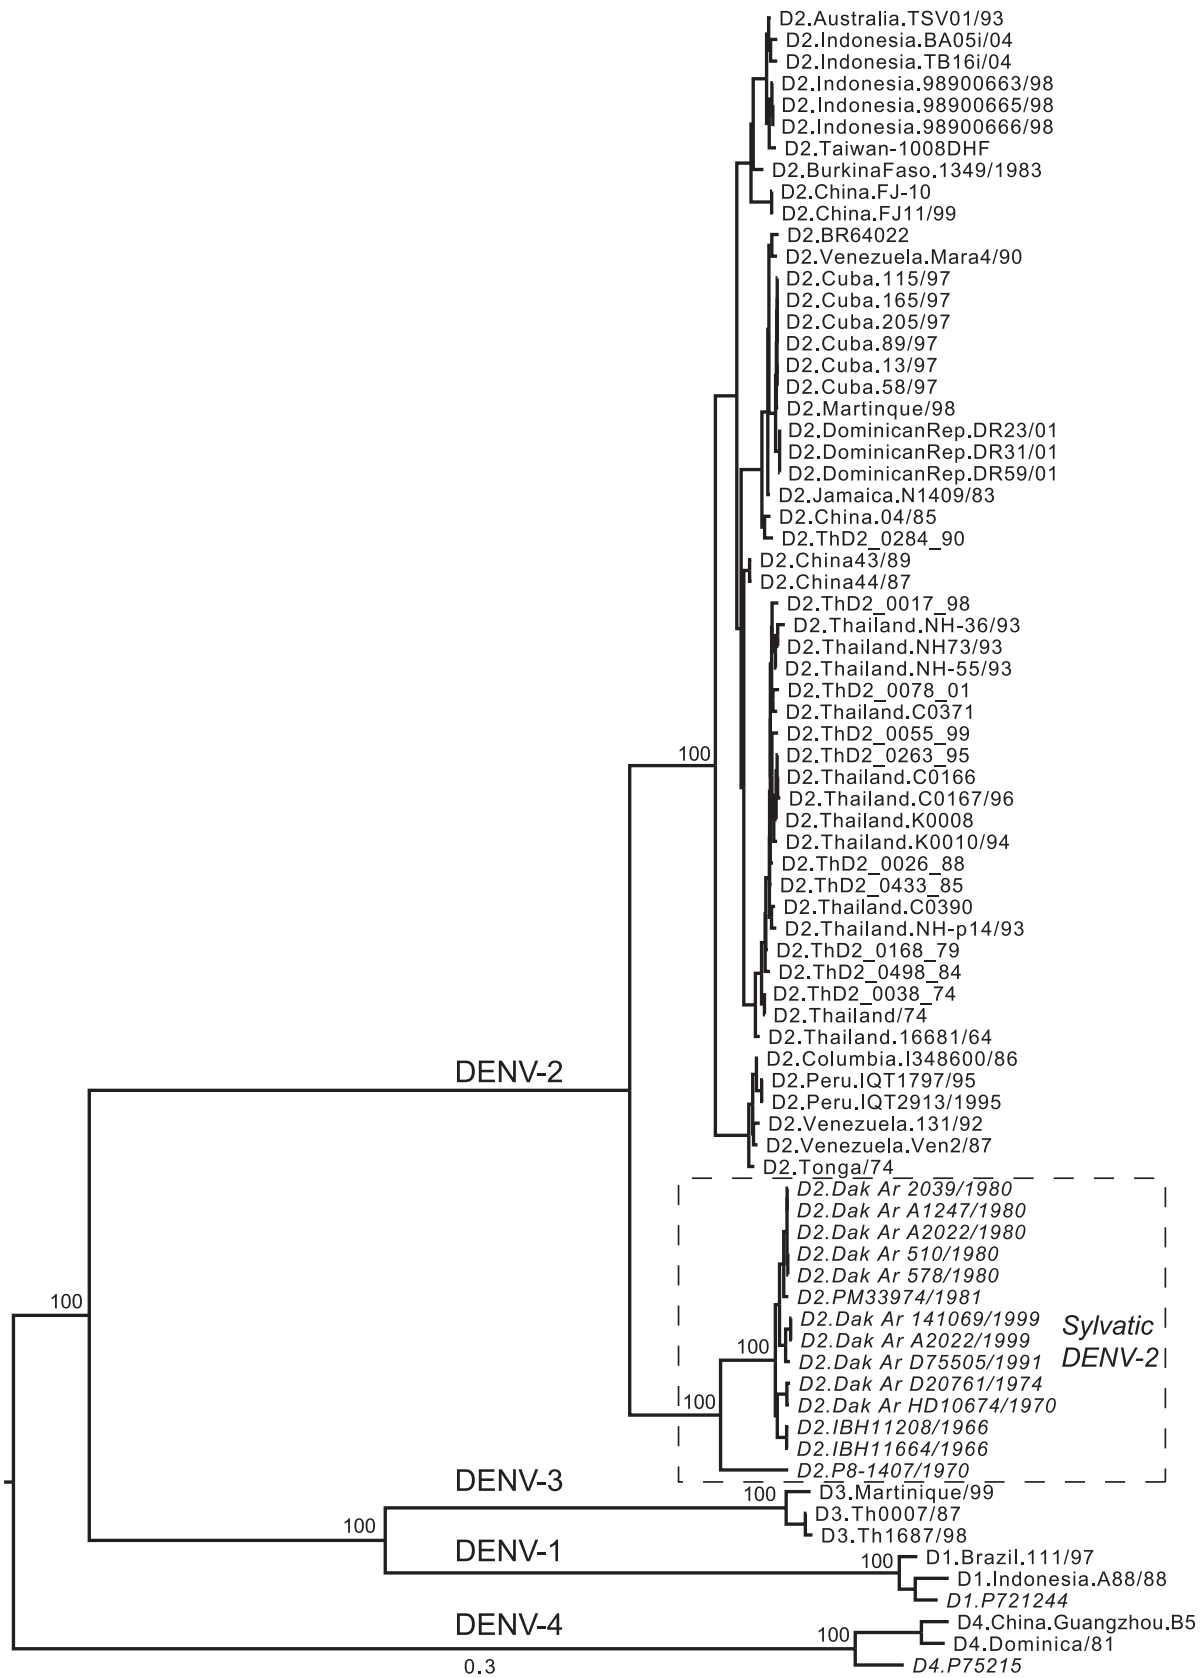 D2.Australia.TSV01/93
D2.Indonesia.BA05i/04
D2.Indonesia.TB16i/04
D2.Indonesia.98900663/98
D2.Indonesia.98900665/98
D2.Indonesia.98900666/98
D2.Taiwan-1008DHF
D2.BurkinaFaso.1349/1983
D2.China.FJ-10
D2.China.FJ11/99
D2.BR64022
D2.Venezuela.Mara4/90
D2.Cuba.115/97
D2.Cuba.165/97
D2.Cuba.205/97
D2.Cuba.89/97
D2.Cuba.13/97
D2.Cuba.58/97
D2.Martinque/98
D2.DominicanRep.DR23/01
D2.DominicanRep.DR31/01
D2.DominicanRep.DR59/01
D2.Jamaica.N1409/83
D2.China.04/85
D2.ThD2_0284_90
D2.China43/89
D2.China44/87
D2.ThD2_0017_98
D2.Thailand.NH-36/93
D2.Thailand.NH73/93
D2.Thailand.NH-55/93
D2.ThD2_0078_01
D2.Thailand.C0371
D2.ThD2_0055_99
100
D2.ThD2_0263_95
D2.Thailand.C0166
D2.Thailand.C0167/96
D2.Thailand.K0008
D2.Thailand.K0010/94
D2.ThD2_0026_88
D2.ThD2_0433_85
D2.Thailand.C0390
D2.Thailand.NH-p14/93
D2.ThD2_0168_79
D2.ThD2_0498_84
D2.ThD2_0038_74
D2.Thailand/74
D2.Thailand.16681/64
D2.Columbia.I348600/86
DENV-2
D2.Peru.IQT1797/95
D2.Peru.IQT2913/1995
D2.Venezuela.131/92
D2.Venezuela.Ven2/87
D2.Tonga/74
D2.Dak Ar 2039/1980
D2.Dak Ar A1247/1980
D2.Dak Ar A2022/1980
D2.Dak Ar 510/1980
D2.Dak Ar 578/1980
D2.PM33974/1981
100
D2.Dak Ar 141069/1999
Sylvatic
D2.Dak Ar A2022/1999
100
DENV-2
D2.Dak Ar D75505/1991
D2.Dak Ar D20761/1974
100
D2.Dak Ar HD10674/1970
D2.IBH11208/1966
D2.IBH11664/1966
D2.P8-1407/1970
DENV-3
100
D3.Martinique/99
D3.Th0007/87
100
D3.Th1687/98
DENV-1
100
D1.Brazil.111/97
D1.Indonesia.A88/88
D1.P721244
DENV-4
D4.China.Guangzhou.B5
100
D4.Dominica/81
D4.P75215
0.3